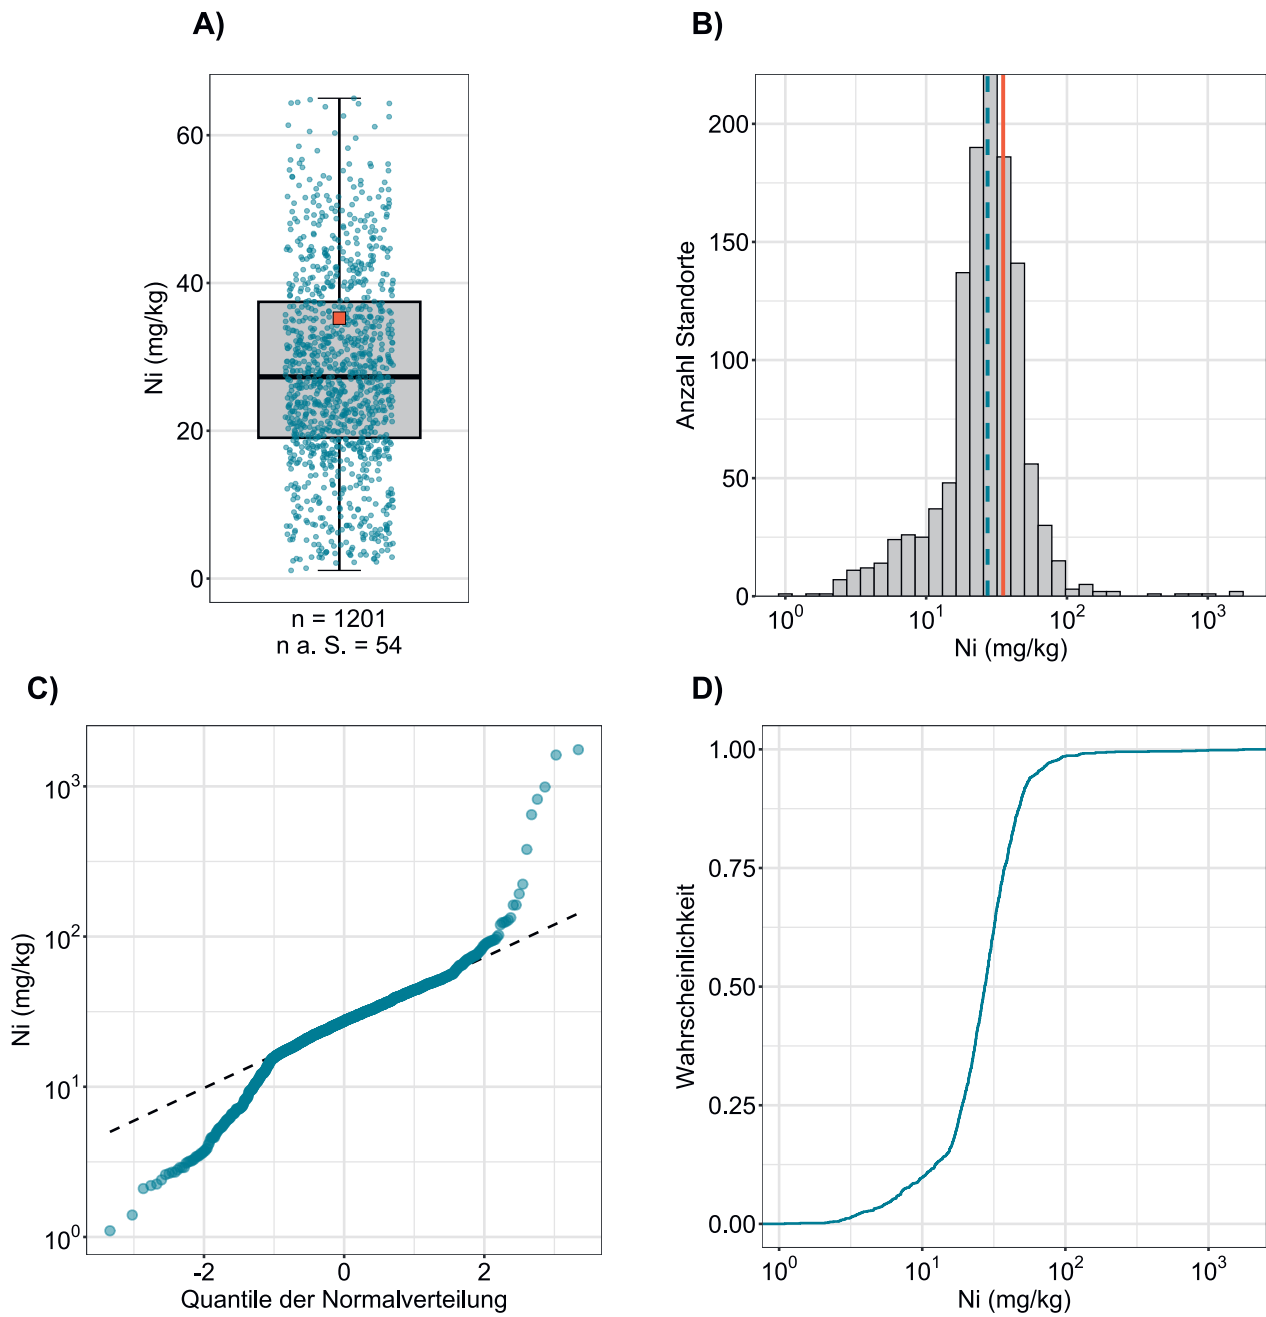 A)
B)
Ni (mg/kg)
60
40
20
0
n = 1201
n a. S. = 54
Anzahl Standorte
200
150
100
50
0
10⁰
10¹
10²
10³
Ni (mg/kg)
C)
D)
Ni (mg/kg)
10³
10²
10¹
10⁰
-2
0
2
Quantile der Normalverteilung
Wahrscheinlichkeit
1.00
0.75
0.50
0.25
0.00
10⁰
10¹
10²
10³
Ni (mg/kg)